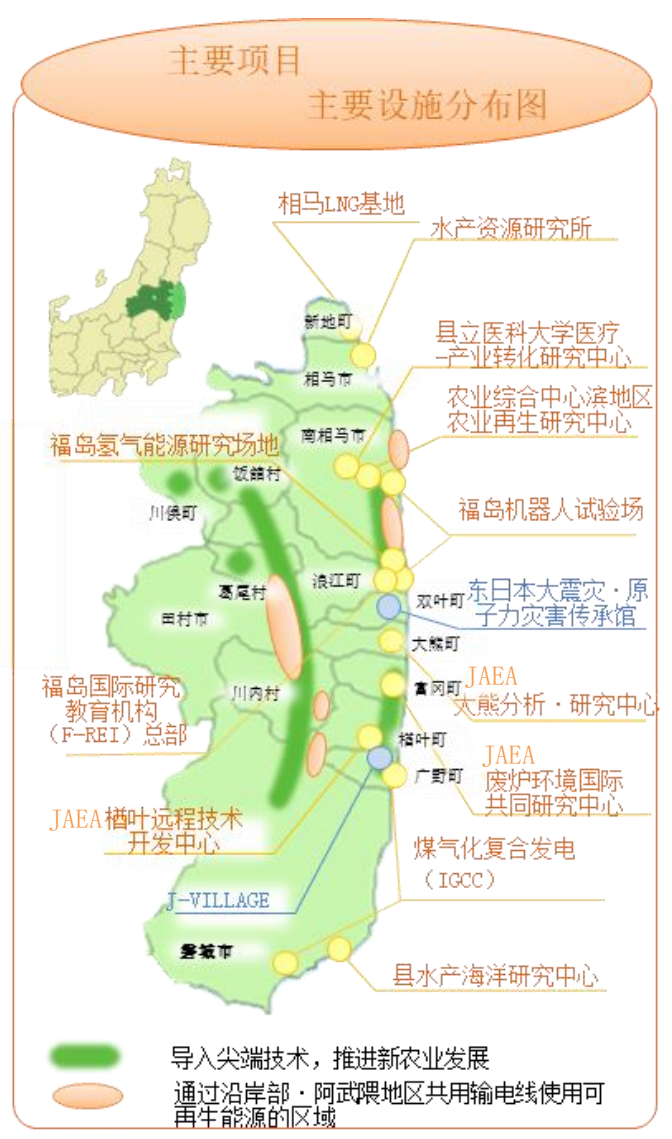 主要项目
主要设施分布图
相马LNG基地
水产资源研究所
新地町
县立医科大学医疗
-产业转化研究中心
相马市
农业综合中心滨地区
农业再生研究中心
南相马市
福岛氢气能源研究场地
饭舘村
川俣町
福岛机器人试验场
浪江町
葛尾村
双叶町
东日本大震灾·原
子力灾害传承馆
田村市
大熊町
JAEA
大熊分析·研究中心
福岛国际研究
教育机构
（F-REI）总部
川内村
富冈町
楢叶町
JAEA
废炉环境国际
共同研究中心
广野町
JAEA楢叶远程技术
开发中心
煤气化复合发电
（IGCC）
J-VILLAGE
磐城市
县水产海洋研究中心
导入尖端技术，推进新农业发展
通过沿岸部·阿武隈地区共用输电线使用可
再生能源的区域